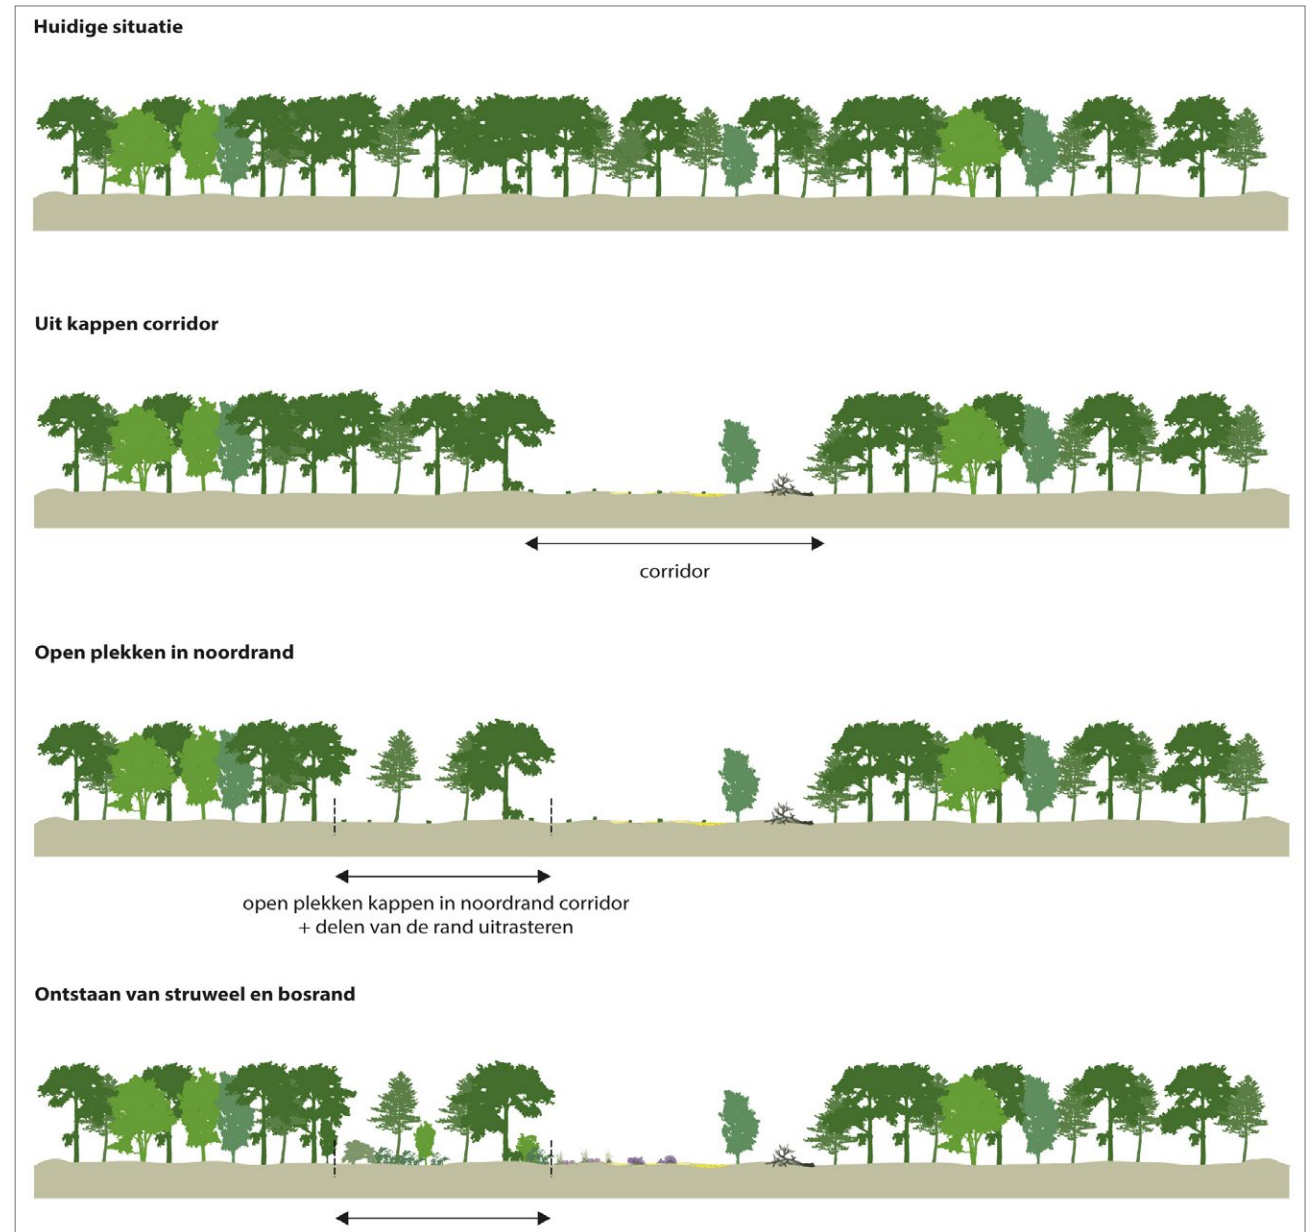 Huidige situatie
Uit kappen corridor
corridor
Open plekken in noordrand
open plekken kappen in noordrand corridor
+ delen van de rand uitrasteren
Ontstaan van struweel en bosrand